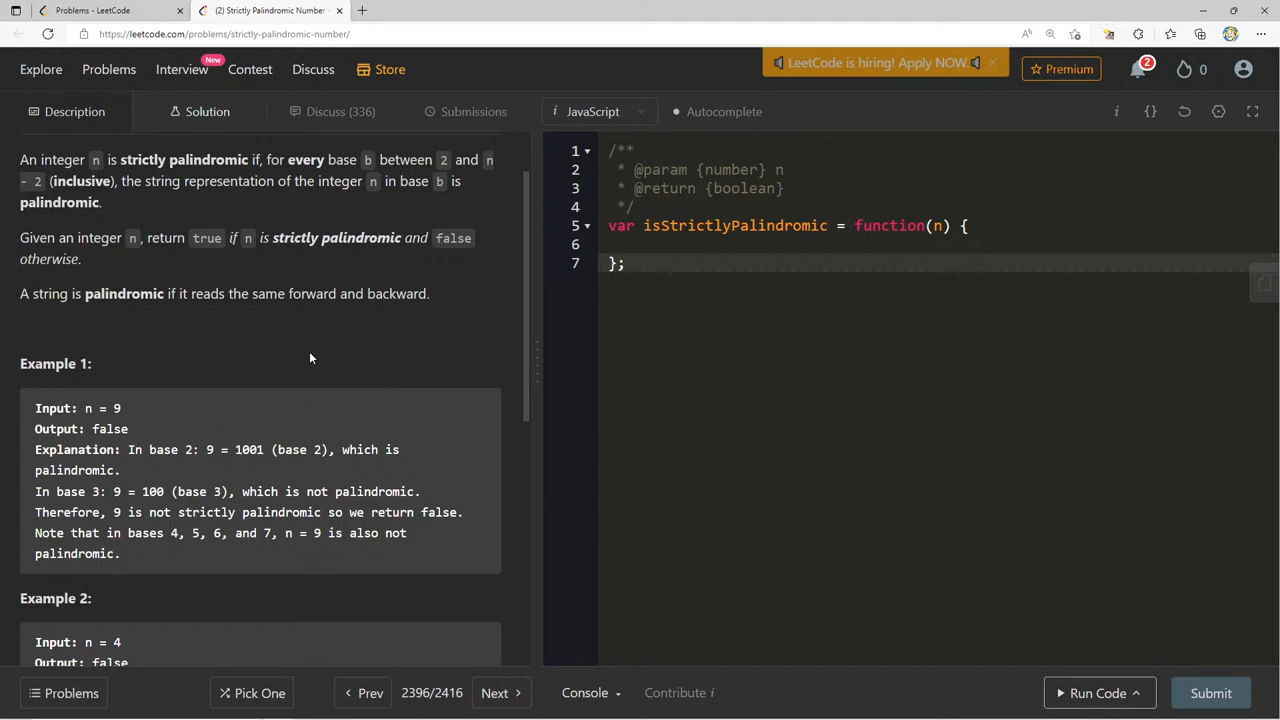 Problems - LeetCode
(2) Strictly Palindromic Number -
https://leetcode.com/problems/strictly-palindromic-number/
Explore Problems Interview New Contest Discuss Store
LeetCode is hiring! Apply NOW.
Premium 2 0
Description Solution Discuss (336) Submissions
i JavaScript Autocomplete i {}
An integer n is strictly palindromic if, for every base b between 2 and n
- 2 (inclusive), the string representation of the integer n in base b is
palindromic.
Given an integer n, return true if n is strictly palindromic and false
otherwise.
A string is palindromic if it reads the same forward and backward.
Example 1:
Input: n = 9
Output: false
Explanation: In base 2: 9 = 1001 (base 2), which is
palindromic.
In base 3: 9 = 100 (base 3), which is not palindromic.
Therefore, 9 is not strictly palindromic so we return false.
Note that in bases 4, 5, 6, and 7, n = 9 is also not
palindromic.
Example 2:
Input: n = 4
Output: false
1 /**
2 * @param {number} n
3 * @return {boolean}
4 */
5 var isStrictlyPalindromic = function(n) {
6
7 };
Problems Pick One Prev 2396/2416 Next
Console Contribute i Run Code Submit